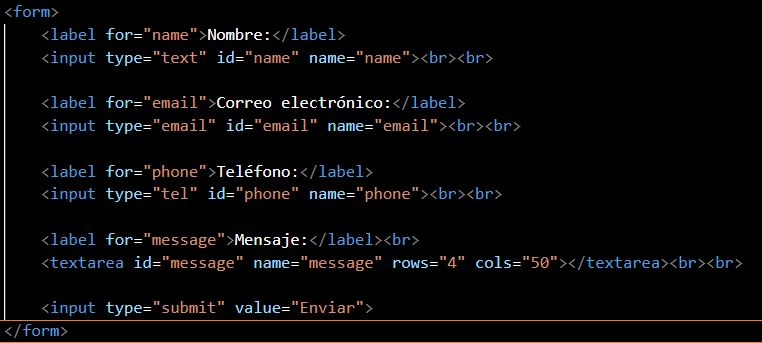 <form>
<label for="name">Nombre:</label>
<input type="text" id="name" name="name"><br><br>
<label for="email">Correo electrónico:</label>
<input type="email" id="email" name="email"><br><br>
<label for="phone">Teléfono:</label>
<input type="tel" id="phone" name="phone"><br><br>
<label for="message">Mensaje:</label><br>
<textarea id="message" name="message" rows="4" cols="50"></textarea><br><br>
<input type="submit" value="Enviar">
</form>